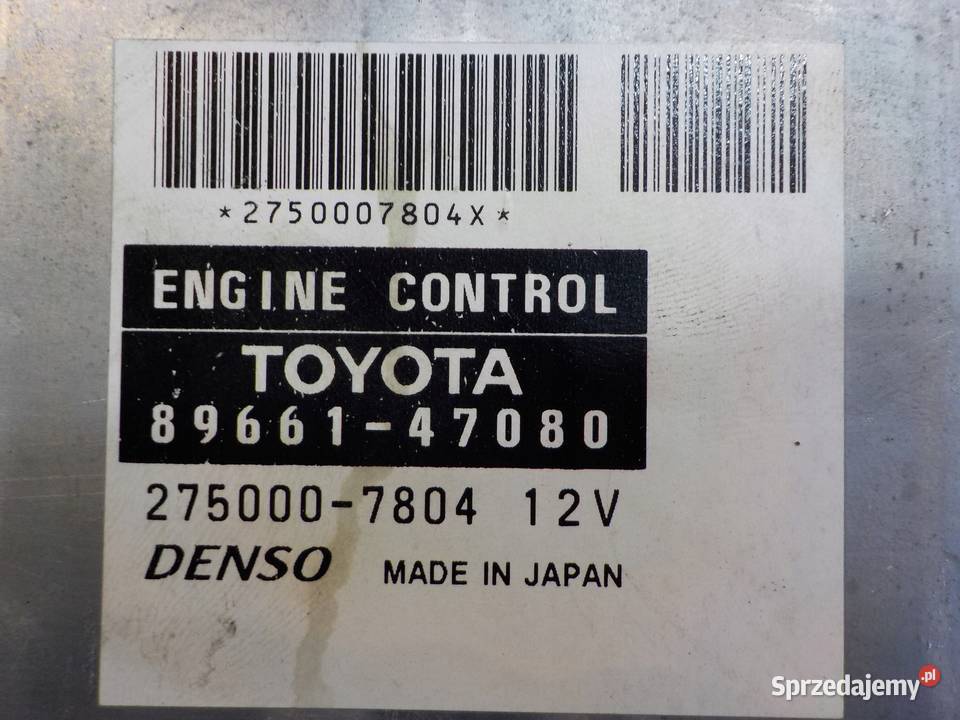 *2750007804X*
ENGINE CONTROL
TOYOTA
89661-47080
275000-7804 12V
DENSO MADE IN JAPAN
Sprzedajemy.pl